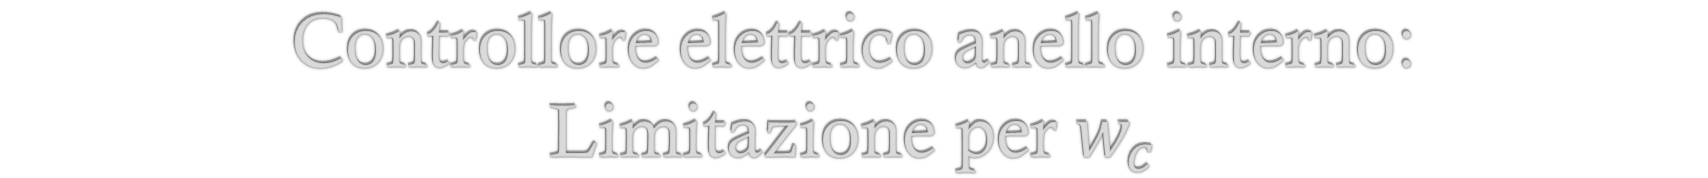 Controllore elettrico anello interno:
Limitazione per w_c